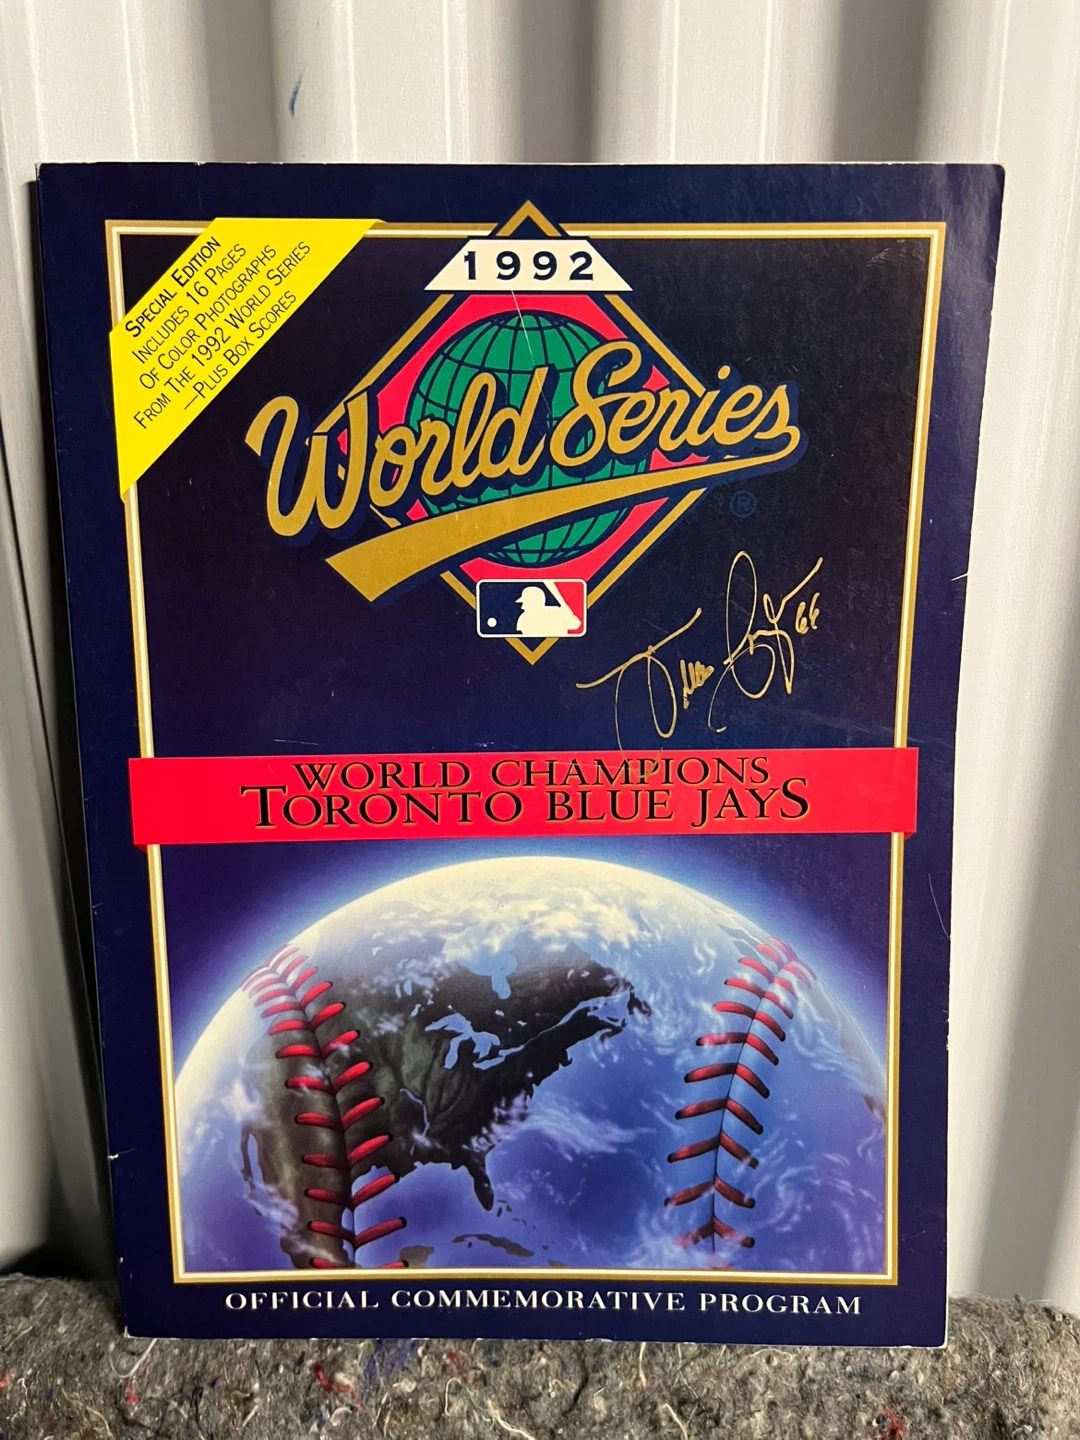 SPECIAL EDITION
INCLUDES 16 PAGES
OF COLOR PHOTOGRAPHS
FROM THE 1992 WORLD SERIES
—PLUS BOX SCORES
1992
World Series
®
66
WORLD CHAMPIONS
TORONTO BLUE JAYS
OFFICIAL COMMEMORATIVE PROGRAM